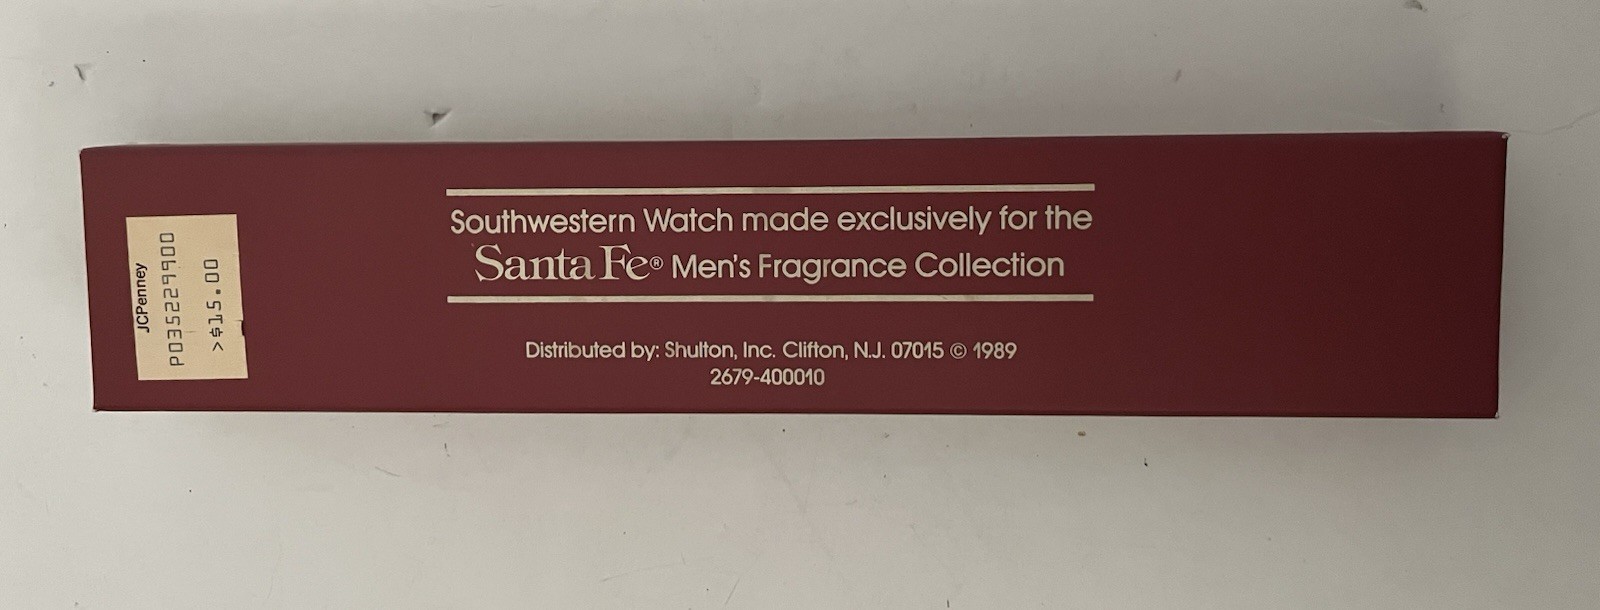 JCPenney
P0352299900
>$15.00
Southwestern Watch made exclusively for the
Santa Fe® Men's Fragrance Collection
Distributed by: Shulton, Inc. Clifton, N.J. 07015 © 1989
2679-400010